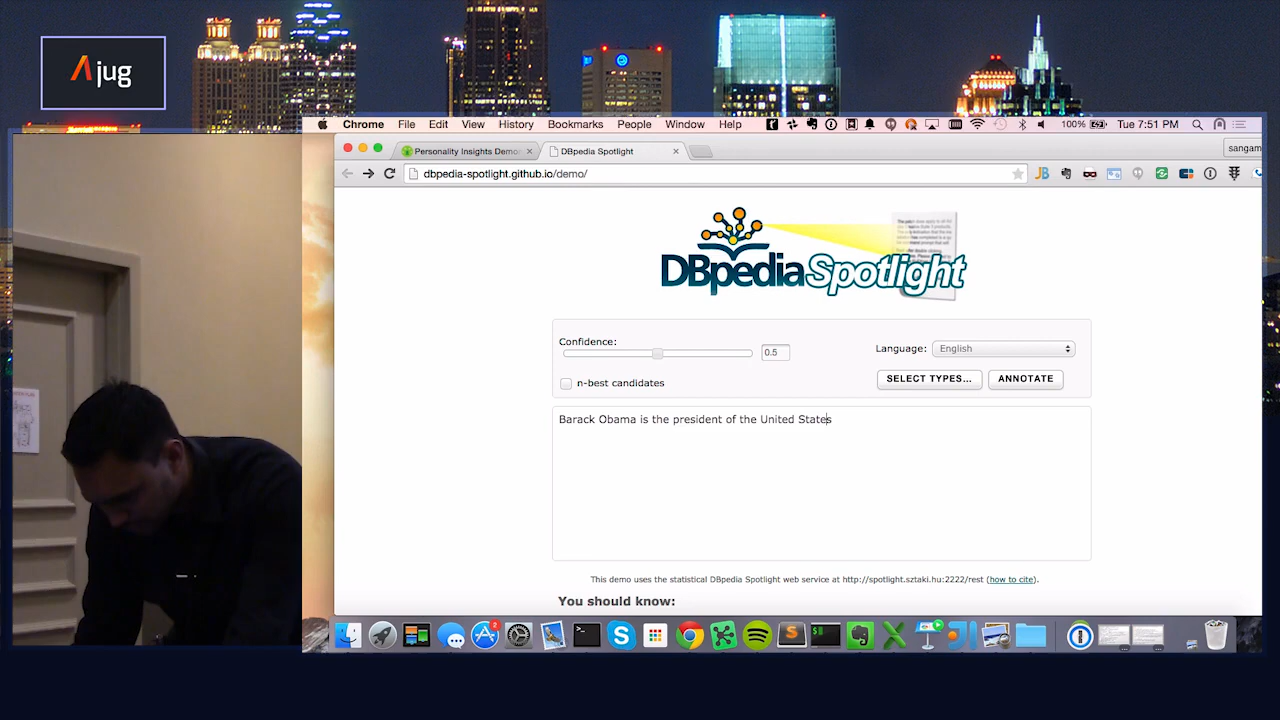 jug
Chrome File Edit View History Bookmarks People Window Help 100% Tue 7:51 PM
Personality Insights Demo
DBpedia Spotlight
sangam
dbpedia-spotlight.github.io/demo/
DBpedia Spotlight
Confidence:
0.5
Language: English
n-best candidates
SELECT TYPES... ANNOTATE
Barack Obama is the president of the United States
This demo uses the statistical DBpedia Spotlight web service at http://spotlight.sztaki.hu:2222/rest (how to cite).
You should know: